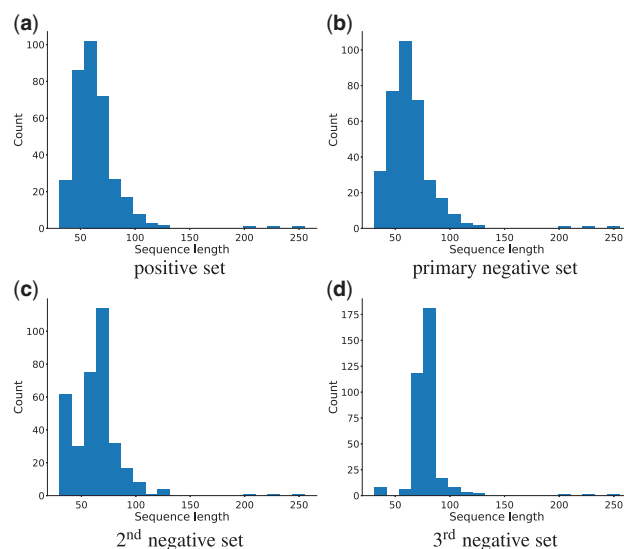 (a)
100
80
60
40
20
0
Count
50 100 150 200 250
Sequence length
positive set
(b)
100
80
60
40
20
0
Count
50 100 150 200 250
Sequence length
primary negative set
(c)
100
80
60
40
20
0
Count
50 100 150 200 250
Sequence length
2nd negative set
(d)
175
150
125
100
75
50
25
0
Count
50 100 150 200 250
Sequence length
3rd negative set